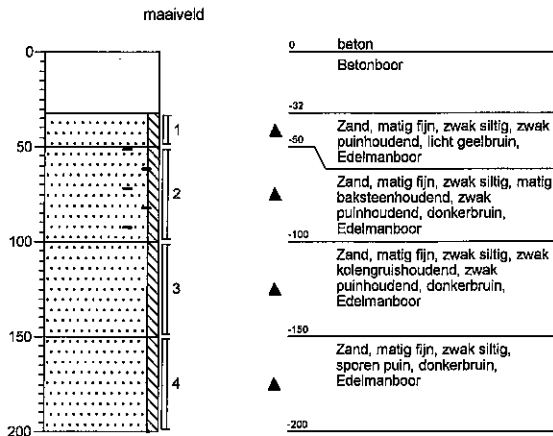 maaiveld
0
50
100
150
200
1
2
3
4
0 beton
Betonboor
-32
Zand, matig fijn, zwak siltig, zwak
puinhoudend, licht geelbruin,
Edelmanboor
-50
Zand, matig fijn, zwak siltig, matig
baksteenhoudend, zwak
puinhoudend, donkerbruin,
Edelmanboor
-100
Zand, matig fijn, zwak siltig, zwak
kolengruishoudend, zwak
puinhoudend, donkerbruin,
Edelmanboor
-150
Zand, matig fijn, zwak siltig,
sporen puin, donkerbruin,
Edelmanboor
-200